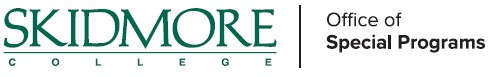 SKIDMORE
COLLEGE
Office of
Special Programs